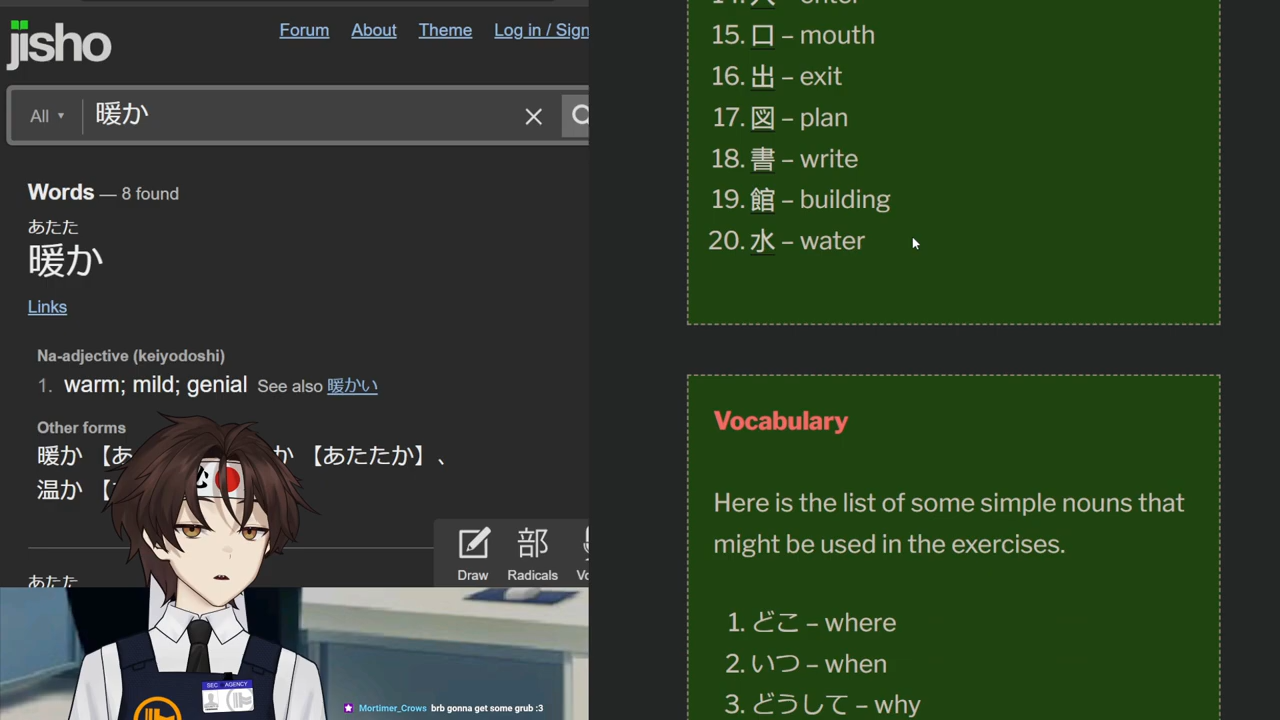 jisho
Forum About Theme Log in / Sign
All ▾ 暖か
Words — 8 found
あたた
暖か
Links
Na-adjective (keiyodoshi)
1. warm; mild; genial See also 暖かい
Other forms
暖か 【あ か 【あたたか】、
温か 【
あたた
Draw Radicals
SEC AGENCY
Mortimer_Crows brb gonna get some grub :3
15. 口 – mouth
16. 出 – exit
17. 図 – plan
18. 書 – write
19. 館 – building
20. 水 – water
Vocabulary
Here is the list of some simple nouns that
might be used in the exercises.
1. どこ – where
2. いつ – when
3. どうして – why